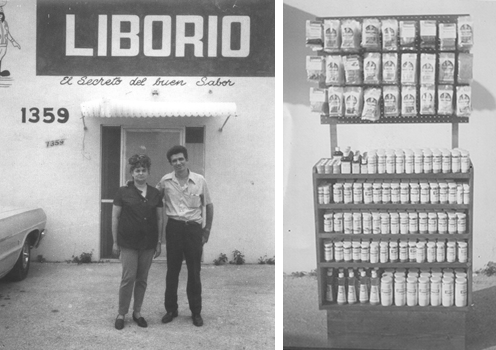 LIBORIO
El Secreto del buen Sabor
1359
1359